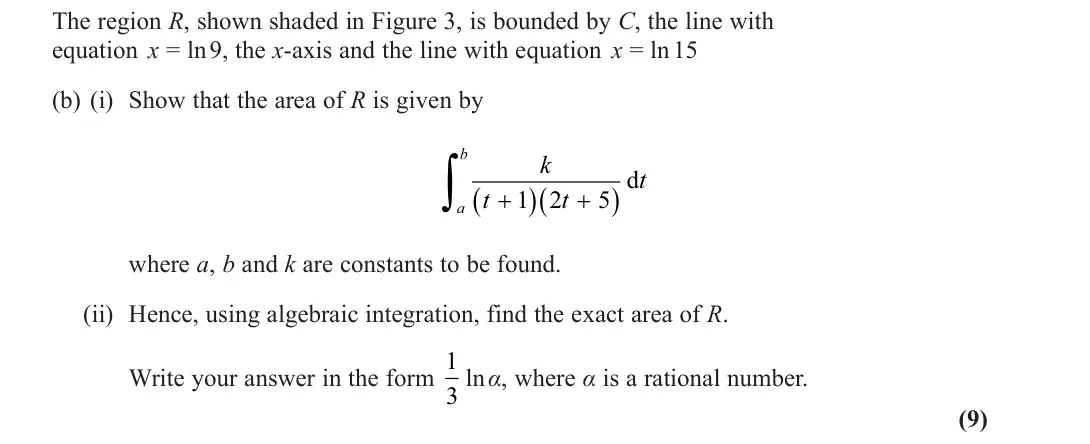 The region R, shown shaded in Figure 3, is bounded by C, the line with
equation x = ln 9, the x-axis and the line with equation x = ln 15
(b) (i) Show that the area of R is given by
∫_a^b k/((t + 1)(2t + 5)) dt
where a, b and k are constants to be found.
(ii) Hence, using algebraic integration, find the exact area of R.
Write your answer in the form 1/3 ln α, where α is a rational number.
(9)